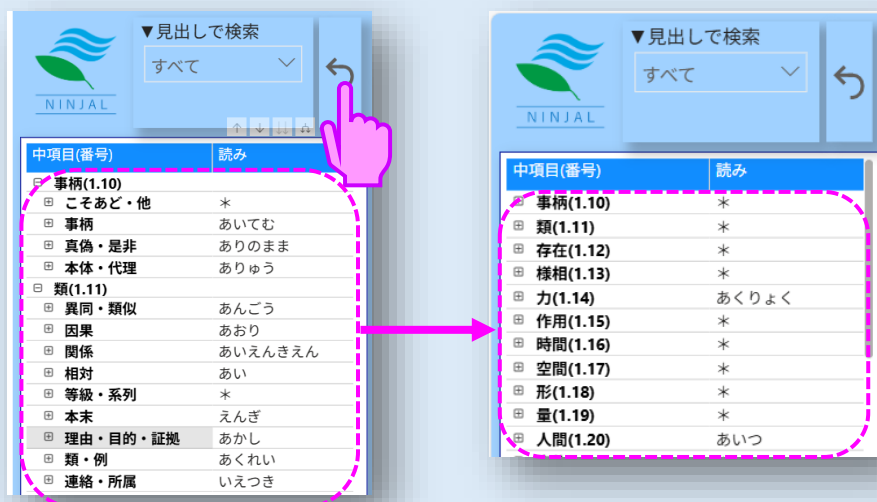 NINJAL
▼見出しで検索
すべて
中項目(番号) 読み
事柄(1.10)
こそあど・他 ＊
事柄 あいてむ
真偽・是非 ありのまま
本体・代理 ありゅう
類(1.11)
異同・類似 あんごう
因果 あおり
関係 あいえんきえん
相対 あい
等級・系列 ＊
本末 えんぎ
理由・目的・証拠 あかし
類・例 あくれい
連絡・所属 いえつき
NINJAL
▼見出しで検索
すべて
中項目(番号) 読み
事柄(1.10) ＊
類(1.11) ＊
存在(1.12) ＊
様相(1.13) ＊
力(1.14) あくりょく
作用(1.15) ＊
時間(1.16) ＊
空間(1.17) ＊
形(1.18) ＊
量(1.19) ＊
人間(1.20) あいつ